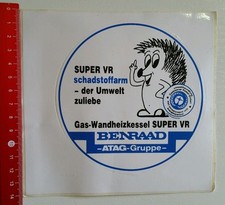 SUPER VR
schadstoffarm
– der Umwelt
zuliebe
Gas-Wandheizkessel SUPER VR
BENRAAD
–ATAG-Gruppe–